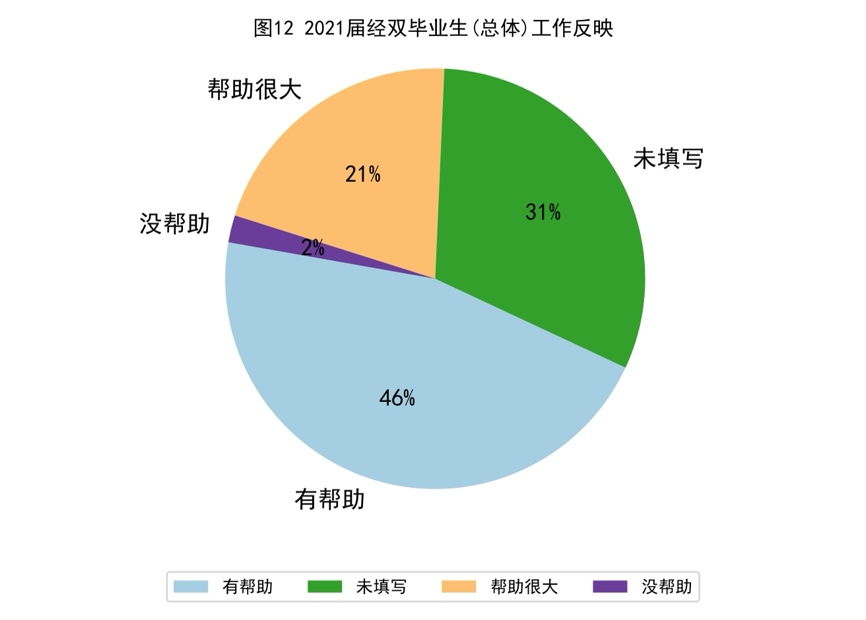 图12 2021届经双毕业生(总体)工作反映
帮助很大
未填写
21%
31%
没帮助
2%
46%
有帮助
有帮助 未填写 帮助很大 没帮助